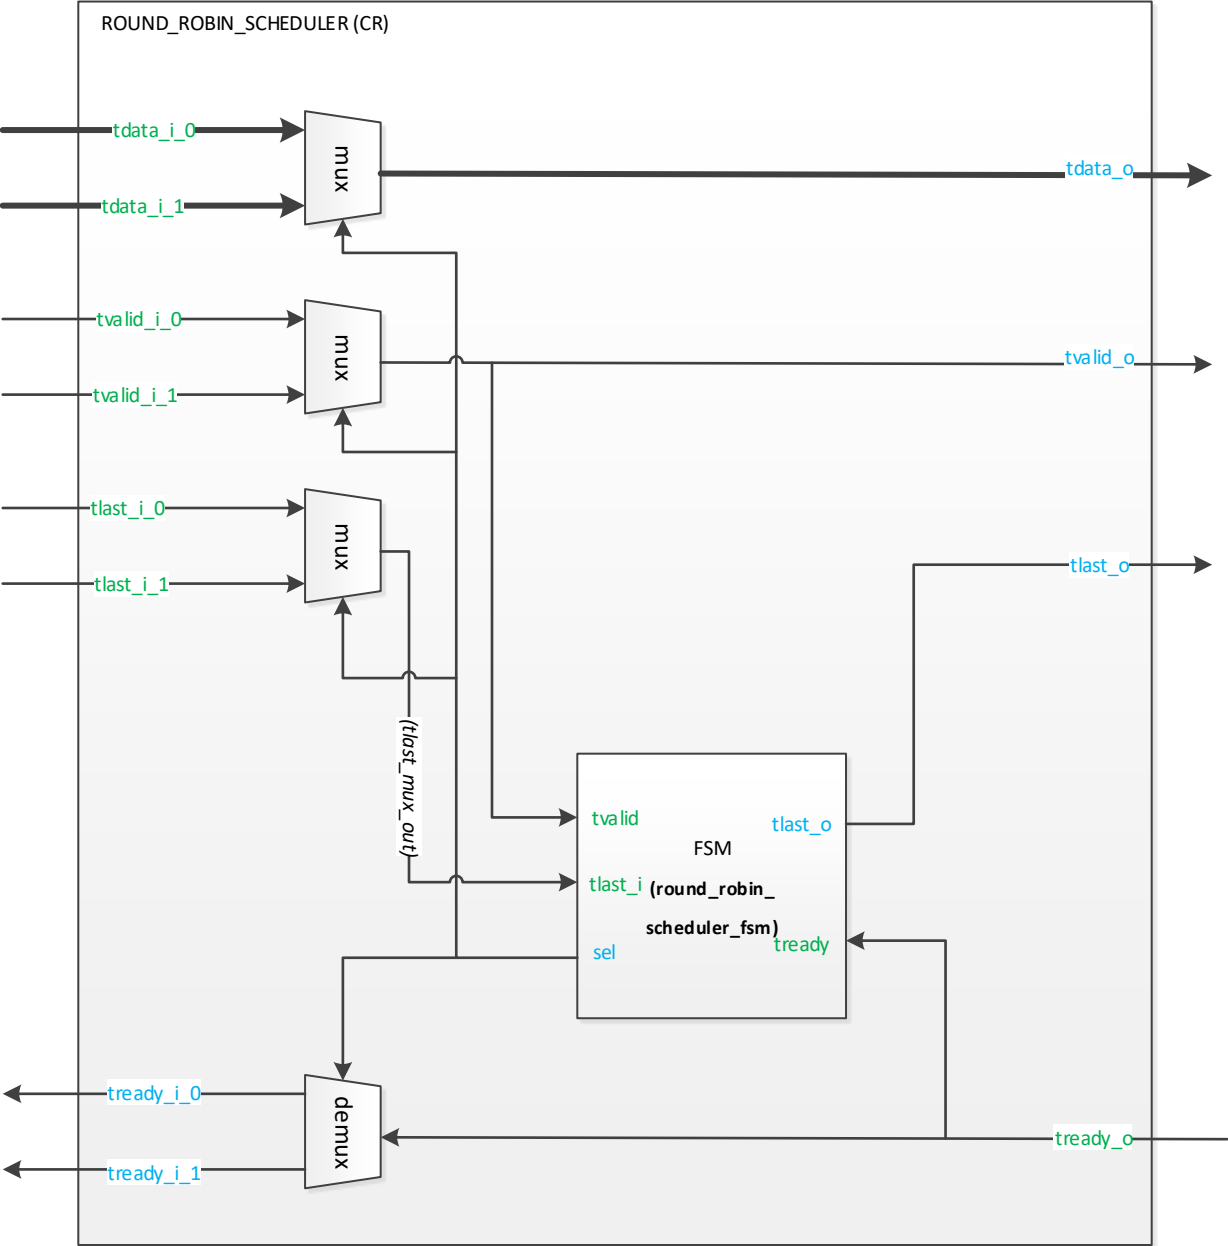 ROUND_ROBIN_SCHEDULER (CR)
tdata_i_0
mux
tdata_o
tdata_i_1
tvalid_i_0
mux
tvalid_o
tvalid_i_1
tlast_i_0
mux
tlast_o
tlast_i_1
(tlast_mux_out)
tvalid
tlast_o
FSM
tlast_i
(round_robin_
scheduler_fsm)
tready
sel
tready_i_0
demux
tready_o
tready_i_1